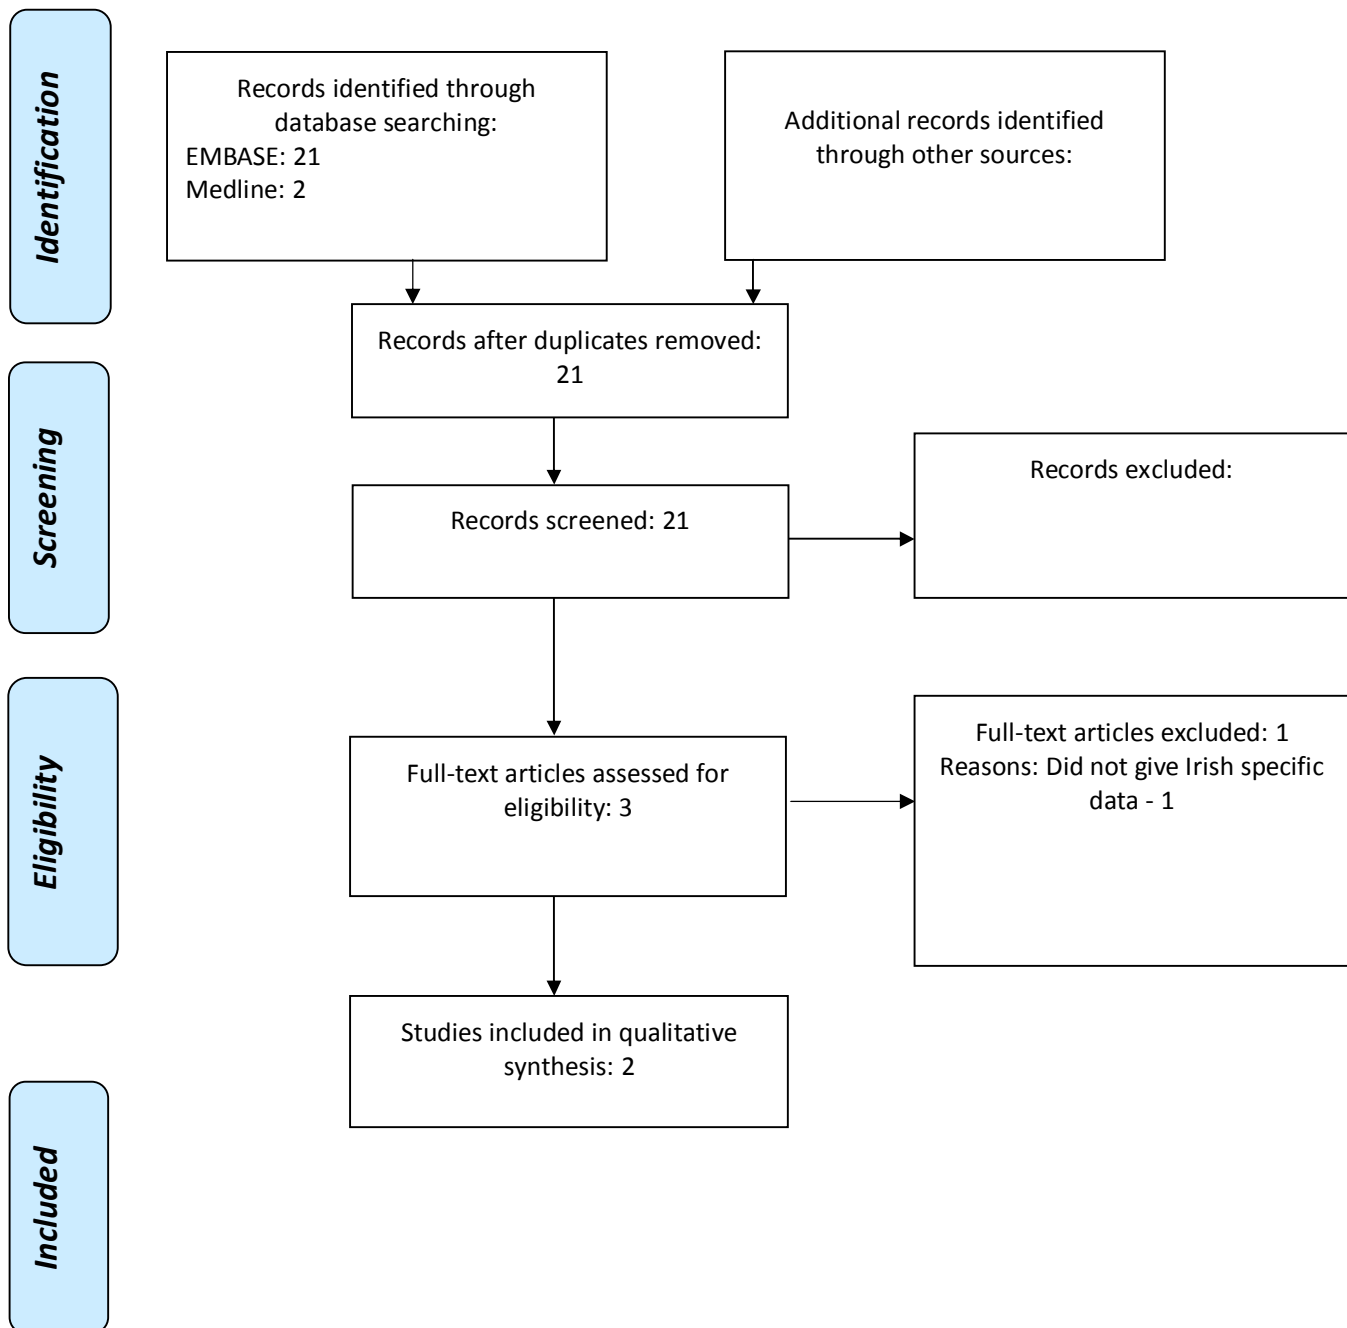 Identification
Records identified through
database searching:
EMBASE: 21
Medline: 2
Additional records identified
through other sources:
Records after duplicates removed:
21
Screening
Records screened: 21
Records excluded:
Eligibility
Full-text articles assessed for
eligibility: 3
Full-text articles excluded: 1
Reasons: Did not give Irish specific
data - 1
Studies included in qualitative
synthesis: 2
Included